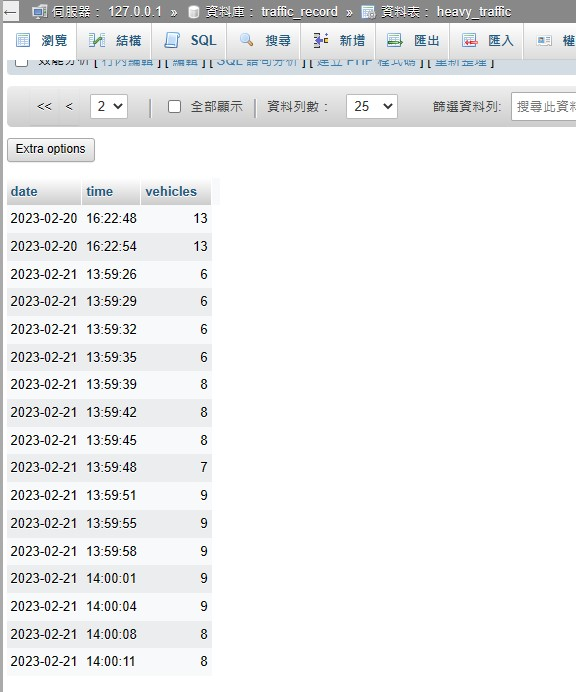 伺服器： 127.0.0.1 » 資料庫： traffic_record » 資料表： heavy_traffic
瀏覽 結構 SQL 搜尋 新增 匯出 匯入 權
效能分析 [ 行內編輯 ] [ 編輯 ] [ SQL 語句分析 ] [ 建立 PHP 程式碼 ] [ 重新整理 ]
<< < 2 | 全部顯示 | 資料列數： 25 篩選資料列: 搜尋此資料
Extra options
date time vehicles
2023-02-20 16:22:48 13
2023-02-20 16:22:54 13
2023-02-21 13:59:26 6
2023-02-21 13:59:29 6
2023-02-21 13:59:32 6
2023-02-21 13:59:35 6
2023-02-21 13:59:39 8
2023-02-21 13:59:42 8
2023-02-21 13:59:45 8
2023-02-21 13:59:48 7
2023-02-21 13:59:51 9
2023-02-21 13:59:55 9
2023-02-21 13:59:58 9
2023-02-21 14:00:01 9
2023-02-21 14:00:04 9
2023-02-21 14:00:08 8
2023-02-21 14:00:11 8